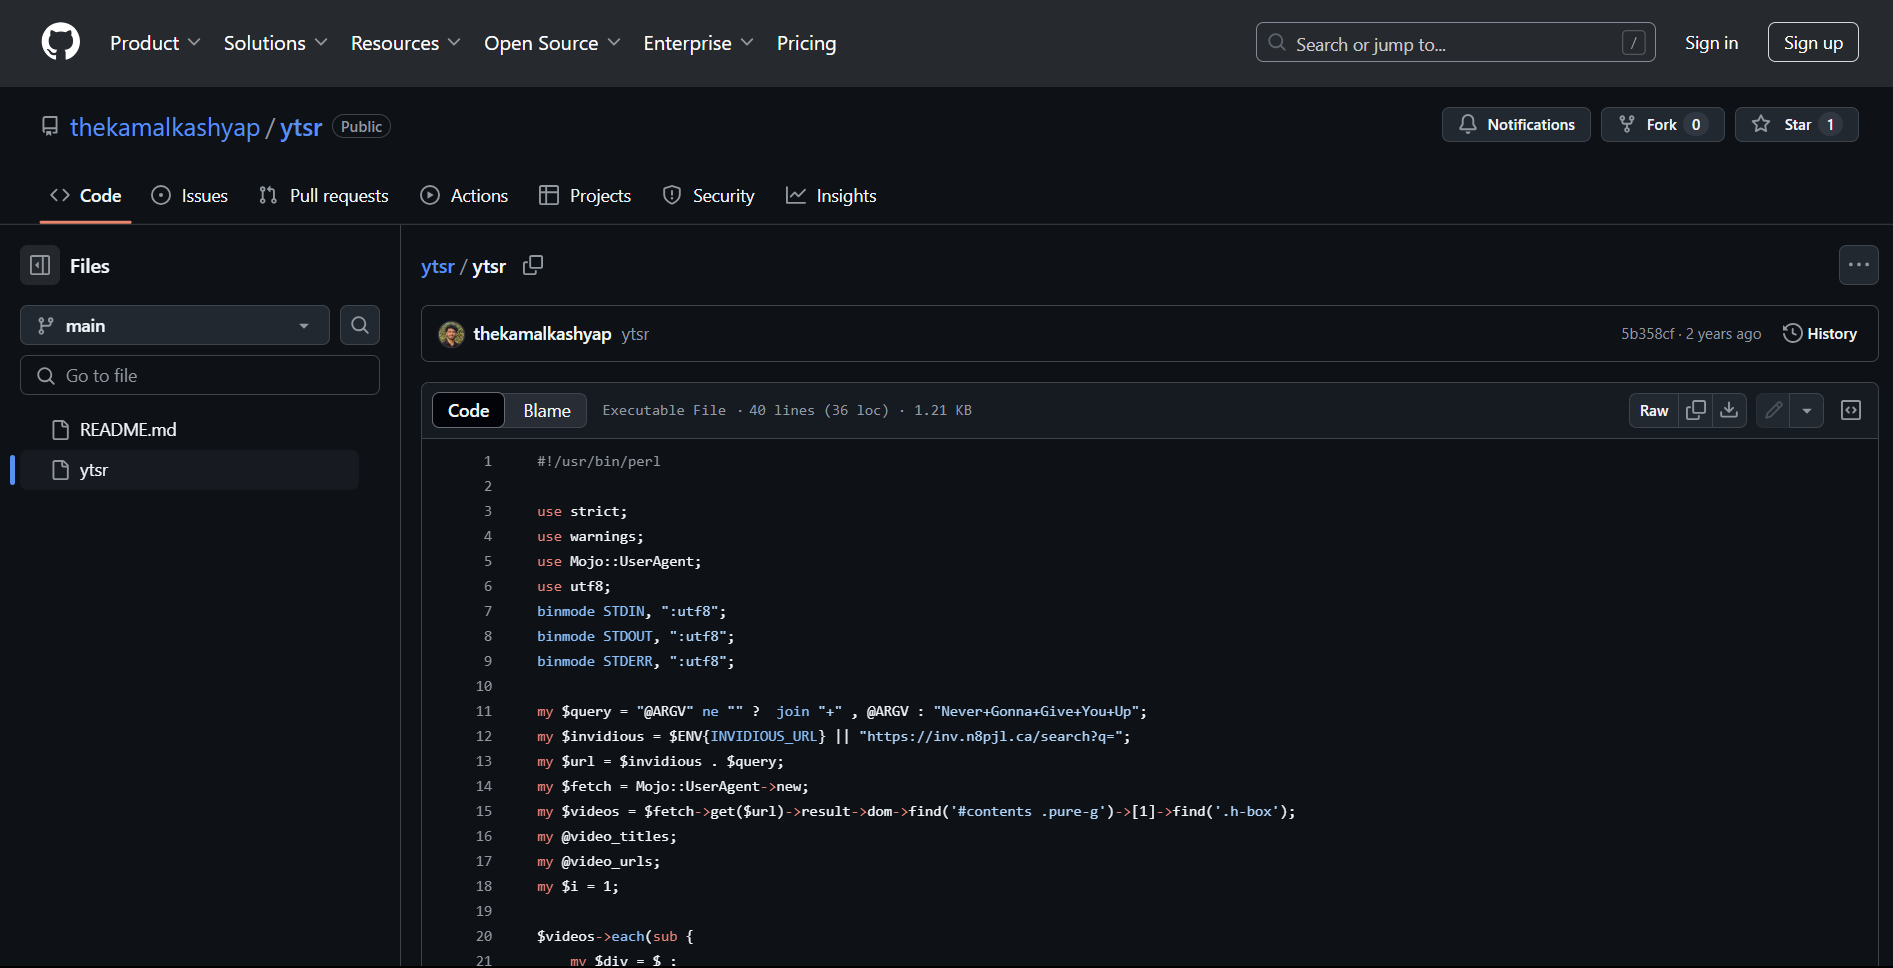 Product Solutions Resources Open Source Enterprise Pricing Search or jump to... / Sign in Sign up
thekamalkashyap / ytsr Public Notifications Fork 0 Star 1
Code Issues Pull requests Actions Projects Security Insights
Files
main
Go to file
README.md
ytsr
ytsr / ytsr
thekamalkashyap ytsr 5b358cf · 2 years ago History
Code Blame Executable File · 40 lines (36 loc) · 1.21 KB Raw
1 #!/usr/bin/perl
2
3 use strict;
4 use warnings;
5 use Mojo::UserAgent;
6 use utf8;
7 binmode STDIN, ":utf8";
8 binmode STDOUT, ":utf8";
9 binmode STDERR, ":utf8";
10
11 my $query = "@ARGV" ne "" ?  join "+" , @ARGV : "Never+Gonna+Give+You+Up";
12 my $invidious = $ENV{INVIDIOUS_URL} || "https://inv.n8pjl.ca/search?q=";
13 my $url = $invidious . $query;
14 my $fetch = Mojo::UserAgent->new;
15 my $videos = $fetch->get($url)->result->dom->find('#contents .pure-g')->[1]->find('.h-box');
16 my @video_titles;
17 my @video_urls;
18 my $i = 1;
19
20 $videos->each(sub {
21 my $div = $_;